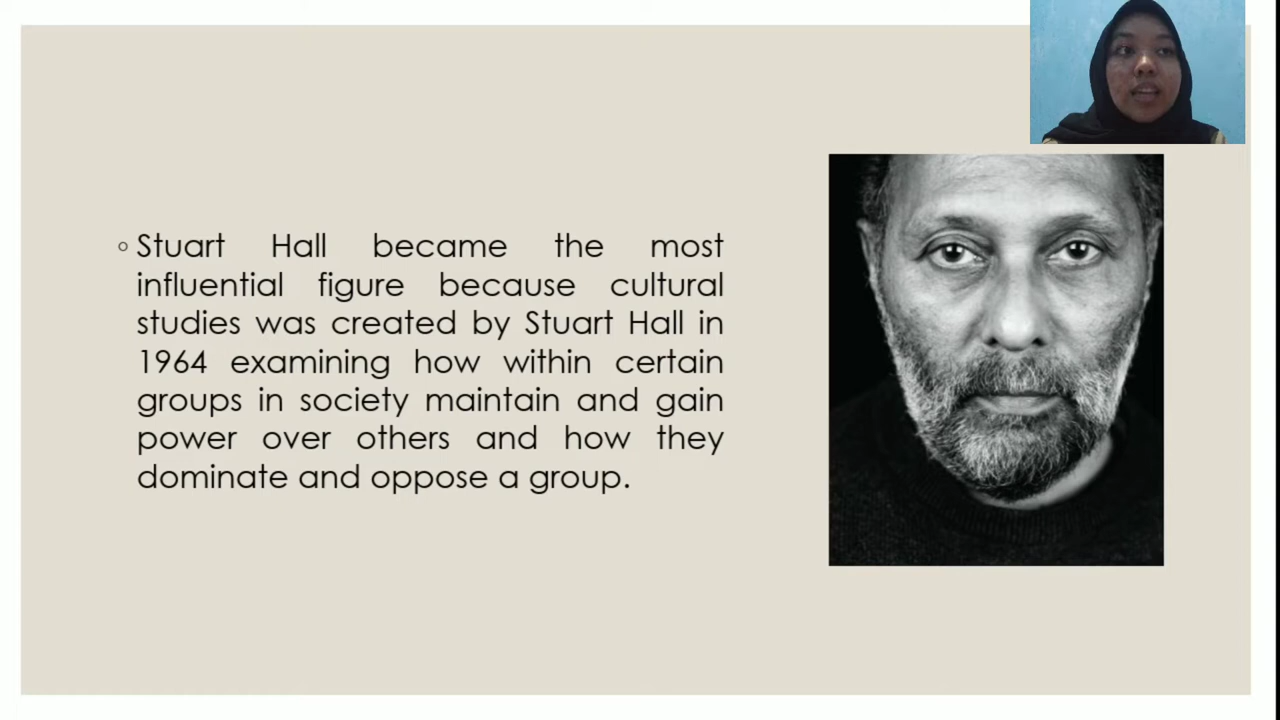 ◦ Stuart Hall became the most
influential figure because cultural
studies was created by Stuart Hall in
1964 examining how within certain
groups in society maintain and gain
power over others and how they
dominate and oppose a group.